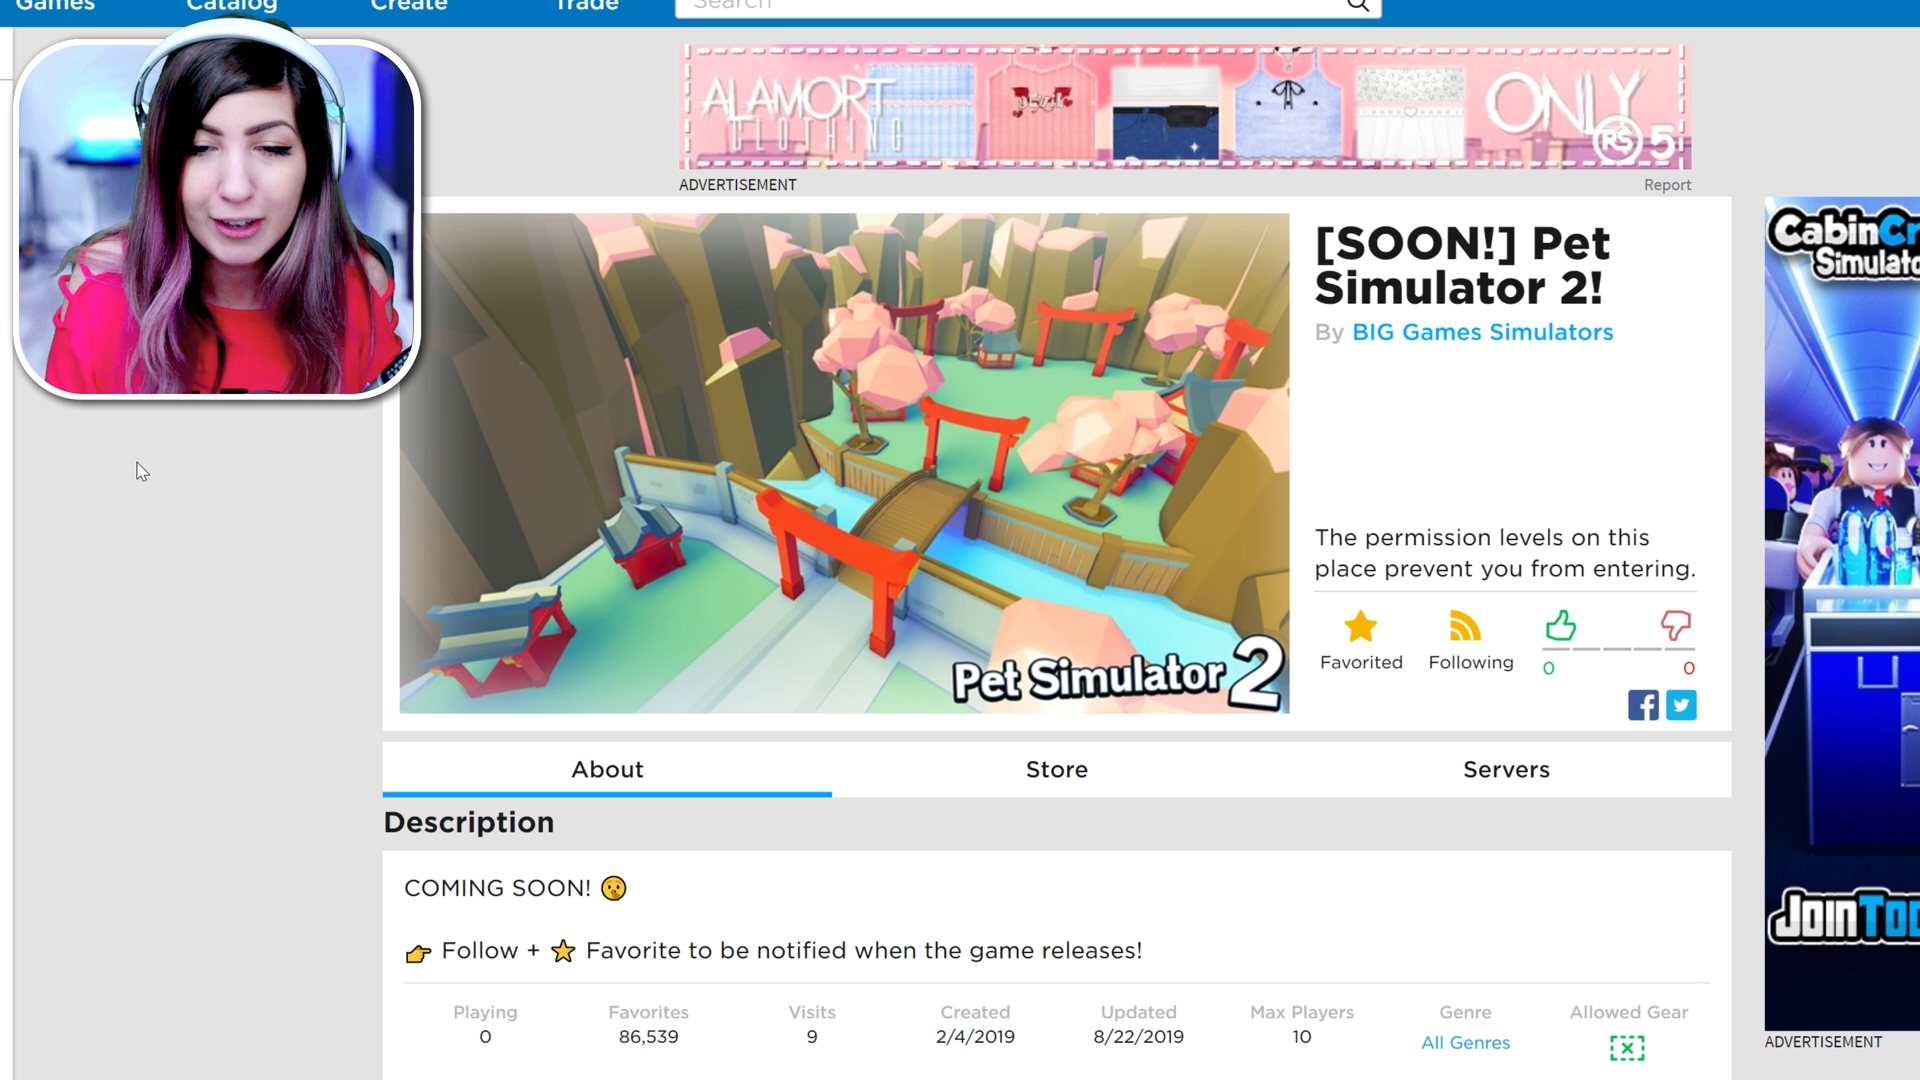 Games Catalog Create Trade Search
ALAMORT CLOTHING ONLY R$ 5
ADVERTISEMENT Report
[SOON!] Pet
Simulator 2!
By BIG Games Simulators
The permission levels on this
place prevent you from entering.
Favorited Following 0 0
Pet Simulator 2
About Store Servers
Description
COMING SOON!
Follow + Favorite to be notified when the game releases!
Playing Favorites Visits Created Updated Max Players Genre Allowed Gear
0 86,539 9 2/4/2019 8/22/2019 10 All Genres
CabinCr
Simulato
Join Too
ADVERTISEMENT